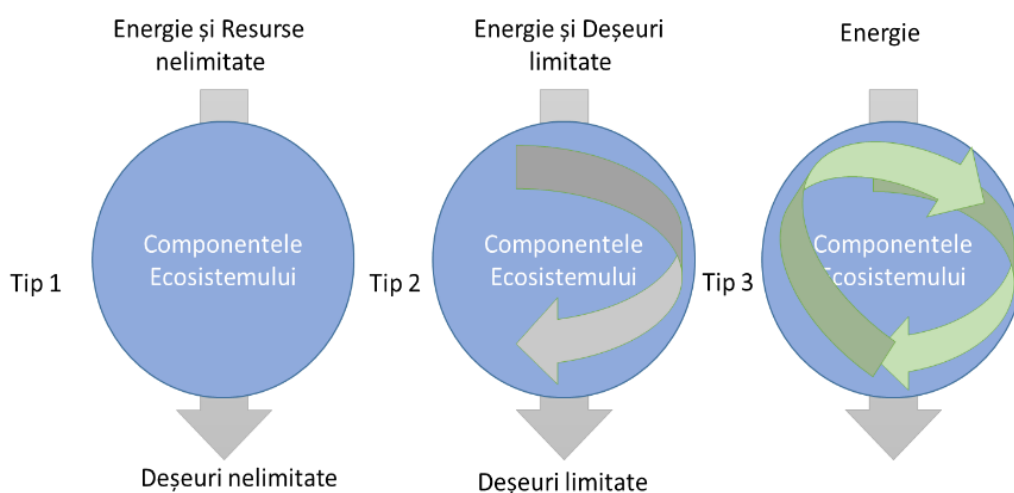 Energie și Resurse
nelimitate
Energie și Deșeuri
limitate
Energie
Tip 1
Componentele
Ecosistemului
Tip 2
Componentele
Ecosistemului
Tip 3
Componentele
Ecosistemului
Deșeuri nelimitate
Deșeuri limitate